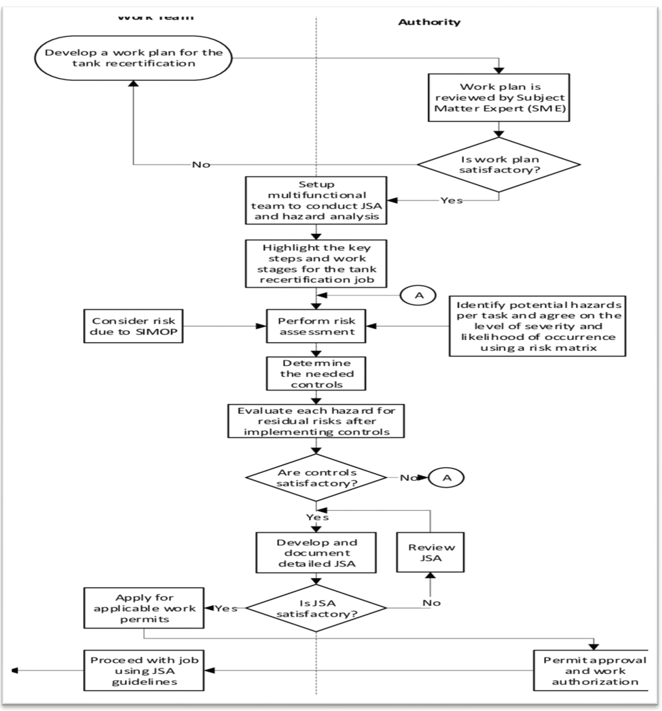 Work Team
Authority
Develop a work plan for the
tank recertification
Work plan is
reviewed by Subject
Matter Expert (SME)
Is work plan
satisfactory?
No
Yes
Setup
multifunctional
team to conduct JSA
and hazard analysis
Highlight the key
steps and work
stages for the tank
recertification job
A
Consider risk
due to SIMOP
Perform risk
assessment
Identify potential hazards
per task and agree on the
level of severity and
likelihood of occurrence
using a risk matrix
Determine
the needed
controls
Evaluate each hazard for
residual risks after
implementing controls
Are controls
satisfactory?
No
A
Yes
Develop and
document
detailed JSA
Review
JSA
Is JSA
satisfactory?
No
Yes
Apply for
applicable work
permits
Proceed with job
using JSA
guidelines
Permit approval
and work
authorization